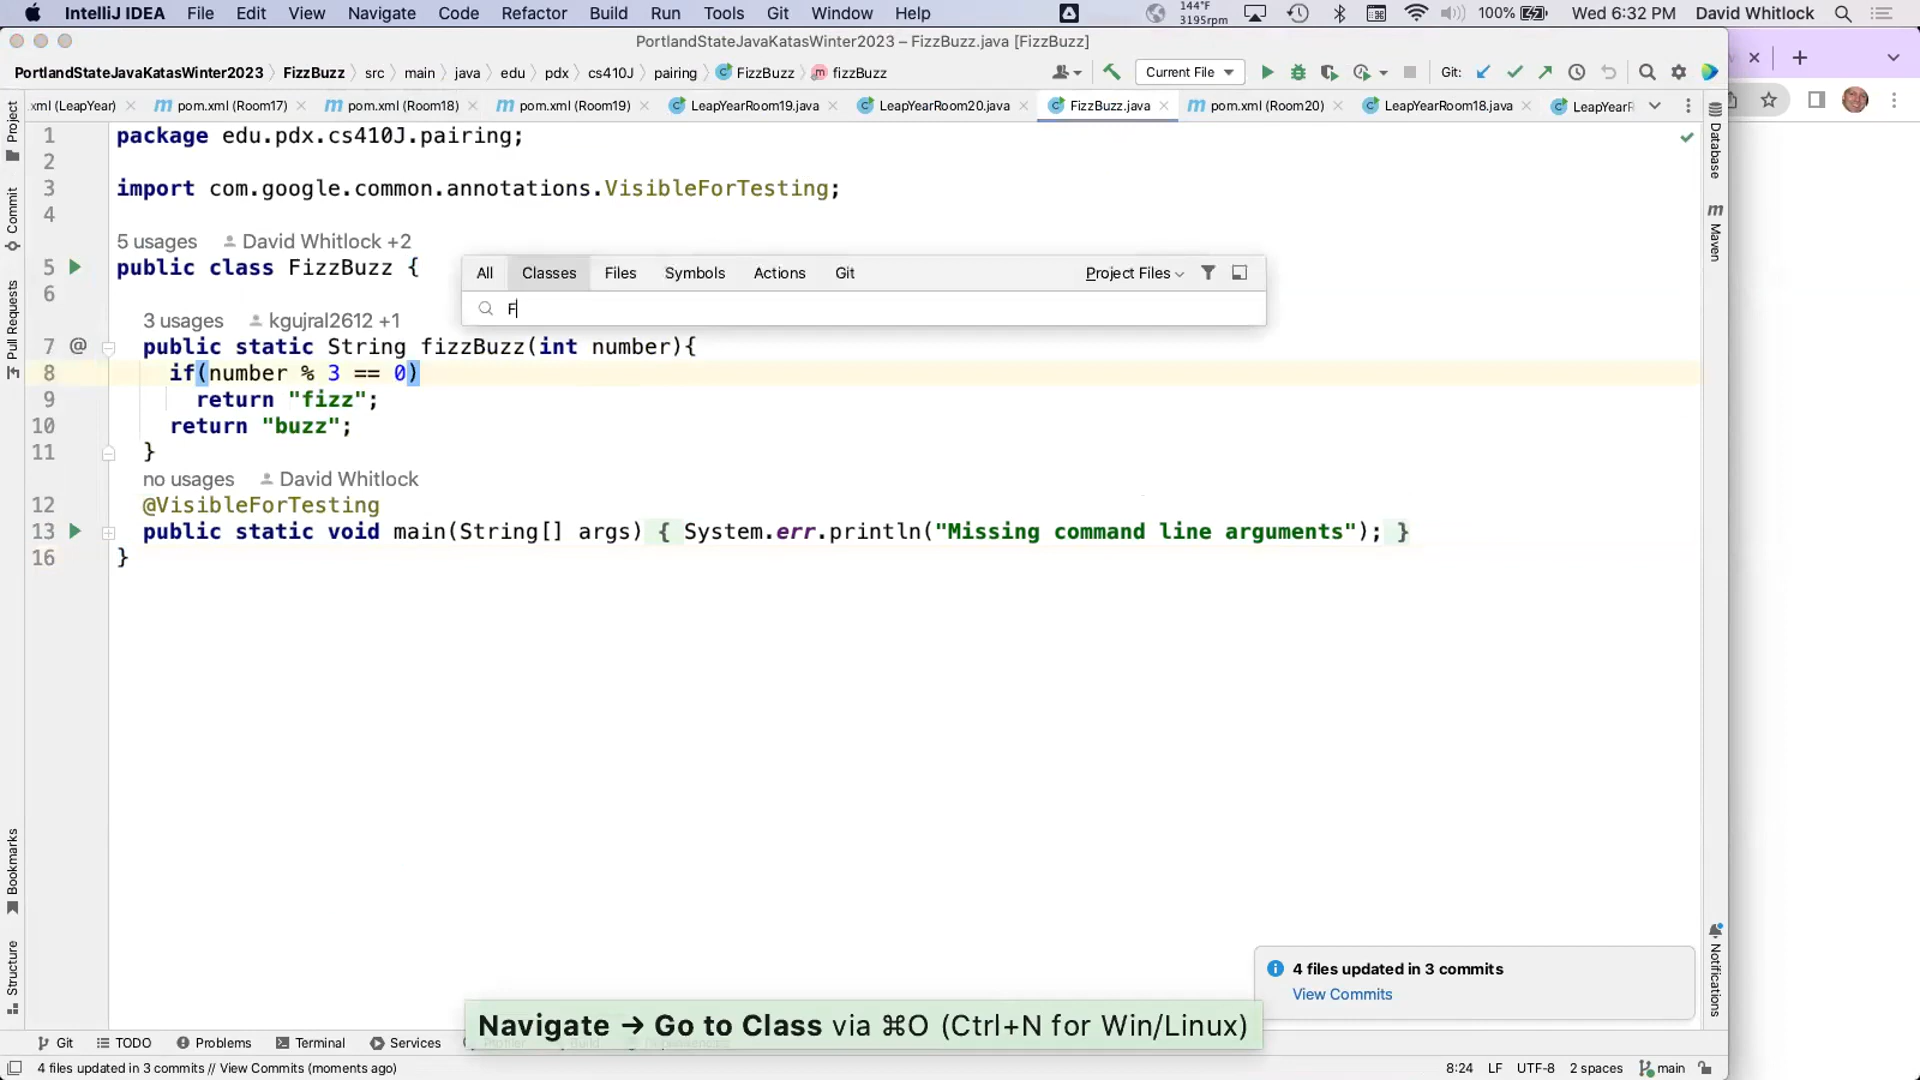 IntelliJ IDEA File Edit View Navigate Code Refactor Build Run Tools Git Window Help 144°F 3195rpm 100% Wed 6:32 PM David Whitlock
PortlandStateJavaKatasWinter2023 – FizzBuzz.java [FizzBuzz]
PortlandStateJavaKatasWinter2023 FizzBuzz src main java edu pdx cs410J pairing FizzBuzz fizzBuzz Current File Git:
.xml (LeapYear) pom.xml (Room17) pom.xml (Room18) pom.xml (Room19) LeapYearRoom19.java LeapYearRoom20.java FizzBuzz.java pom.xml (Room20) LeapYearRoom18.java LeapYearR
Project
Commit
Pull Requests
Bookmarks
Structure
1 package edu.pdx.cs410J.pairing;
2
3 import com.google.common.annotations.VisibleForTesting;
4
5 usages David Whitlock +2
5 public class FizzBuzz {
6
All Classes Files Symbols Actions Git Project Files
F
3 usages kgujral2612 +1
7 @ public static String fizzBuzz(int number){
8 if(number % 3 == 0)
9 return "fizz";
10 return "buzz";
11 }
no usages David Whitlock
12 @VisibleForTesting
13 public static void main(String[] args) { System.err.println("Missing command line arguments"); }
16 }
Database
Maven
Notifications
4 files updated in 3 commits
View Commits
Navigate → Go to Class via ⌘O (Ctrl+N for Win/Linux)
Git TODO Problems Terminal Services
4 files updated in 3 commits // View Commits (moments ago) 8:24 LF UTF-8 2 spaces main